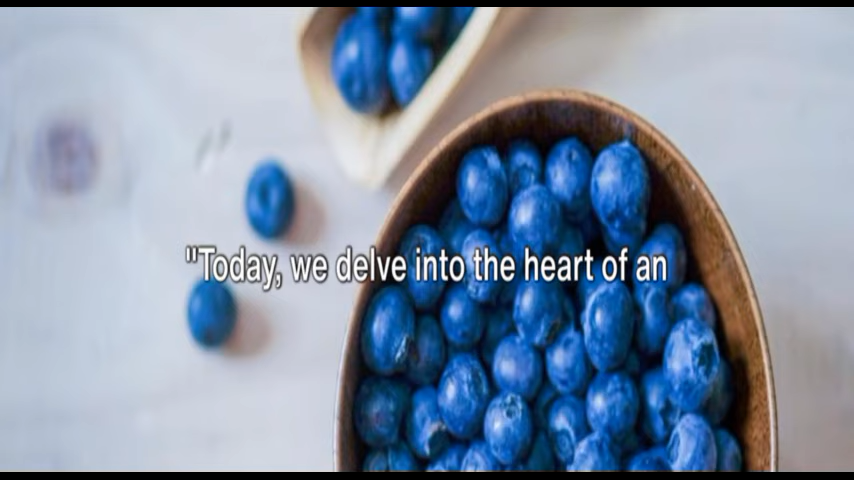 "Today, we delve into the heart of an